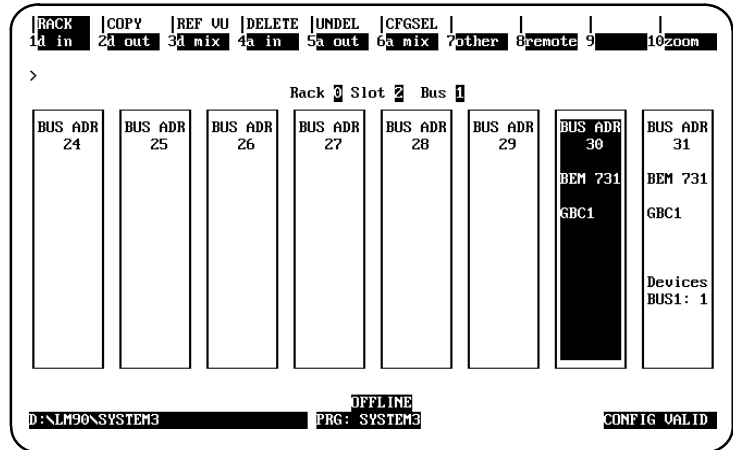 RACK |COPY |REF VU |DELETE |UNDEL |CFGSEL | | | |
1d in 2d out 3d mix 4a in 5a out 6a mix 7other 8remote 9 10zoom
>
Rack 0 Slot 2 Bus 1
BUS ADR BUS ADR BUS ADR BUS ADR BUS ADR BUS ADR BUS ADR BUS ADR
24 25 26 27 28 29 30 31
BEM 731 BEM 731
GBC1 GBC1
Devices
BUS1: 1
OFFLINE
D:\LM90\SYSTEM3 PRG: SYSTEM3 CONFIG VALID